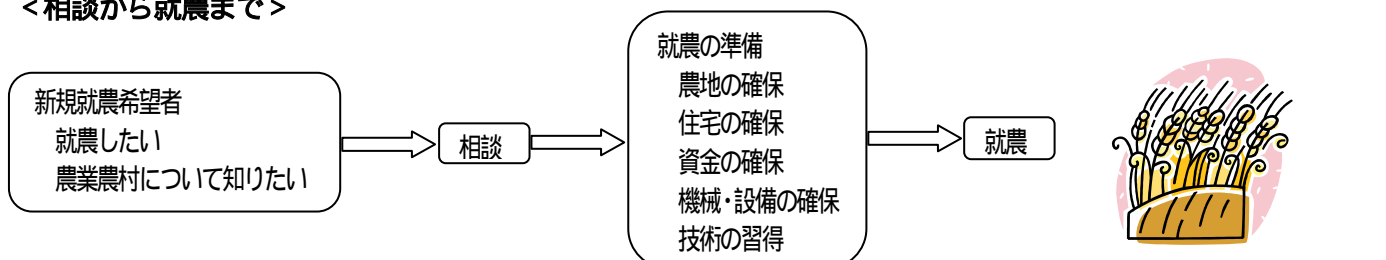 <相談から就農まで>
新規就農希望者
就農したい
農業農村について知りたい
相談
就農の準備
農地の確保
住宅の確保
資金の確保
機械・設備の確保
技術の習得
就農